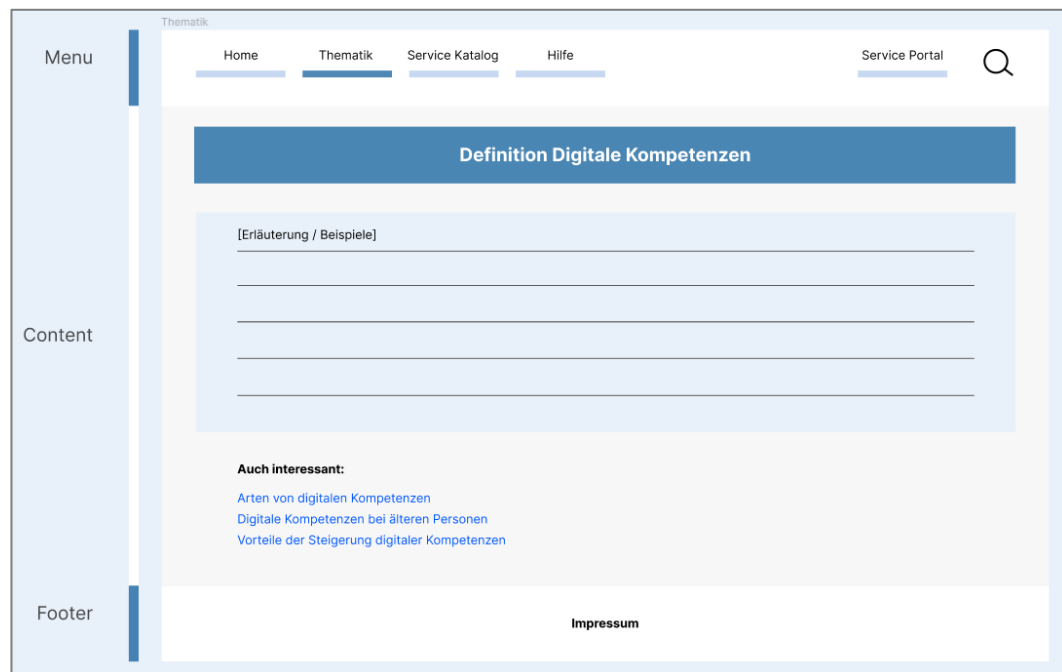 Thematik
Menu
Home Thematik Service Katalog Hilfe Service Portal
Definition Digitale Kompetenzen
[Erläuterung / Beispiele]
Content
Auch interessant:
Arten von digitalen Kompetenzen
Digitale Kompetenzen bei älteren Personen
Vorteile der Steigerung digitaler Kompetenzen
Footer
Impressum